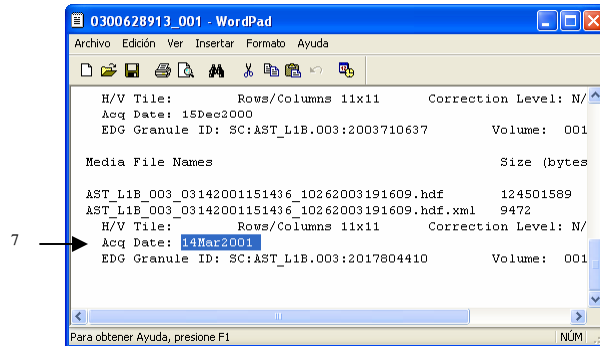 0300628913_001 - WordPad
Archivo Edición Ver Insertar Formato Ayuda
H/V Tile: Rows/Columns 11x11 Correction Level: N/
Acq Date: 15Dec2000
EDG Granule ID: SC:AST_L1B.003:2003710637 Volume: 001
Media File Names Size (bytes
AST_L1B_003_03142001151436_10262003191609.hdf 124501589
AST_L1B_003_03142001151436_10262003191609.hdf.xml 9472
H/V Tile: Rows/Columns 11x11 Correction Level: N/
7 Acq Date: 14Mar2001
EDG Granule ID: SC:AST_L1B.003:2017804410 Volume: 001
Para obtener Ayuda, presione F1 NÚM